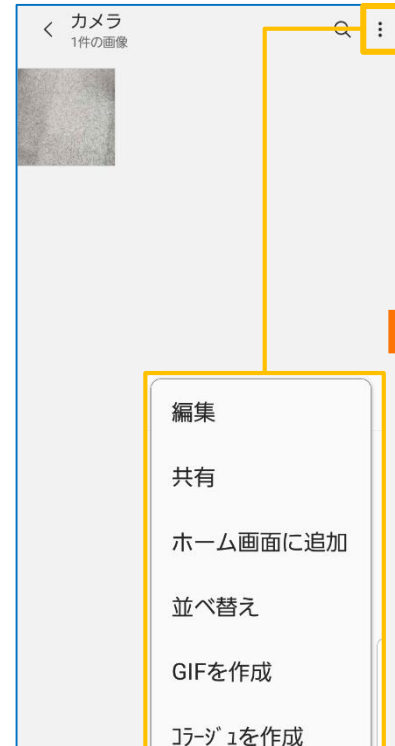 カメラ
1件の画像
編集
共有
ホーム画面に追加
並べ替え
GIFを作成
ｺﾗｰｼﾞｭを作成